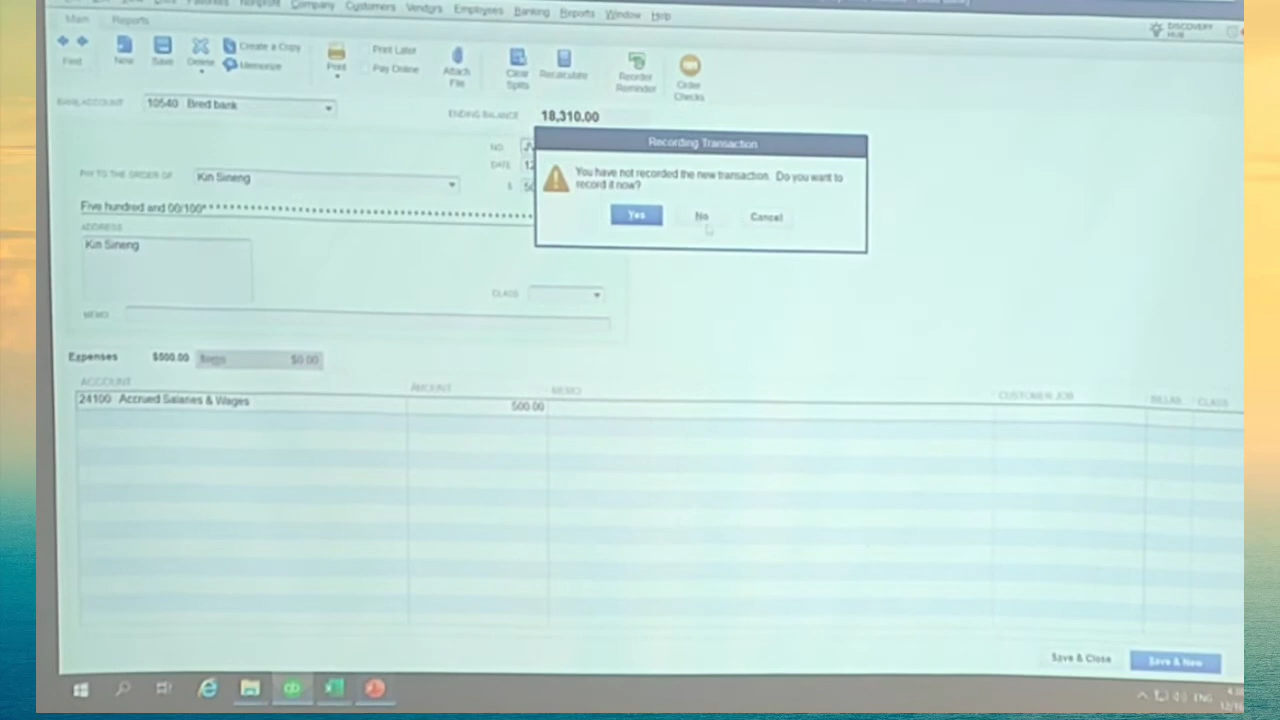 Favorites Nonprofit Company Customers Vendors Employees Banking Reports Window Help
Main Reports
DISCOVERY HUB
Find New Save Delete Create a Copy Memorize Print Print Later Pay Online Attach File Clear Splits Recalculate Reorder Reminder Order Checks
BANK ACCOUNT 10540 Bred bank ENDING BALANCE 18,310.00
Recording Transaction
You have not recorded the new transaction. Do you want to
record it now?
Yes No Cancel
NO.
DATE 12
PAY TO THE ORDER OF Kin Sineng $ 50
Five hundred and 00/100
ADDRESS
Kin Sineng
CLASS
MEMO
Expenses $500.00 Items $0.00
ACCOUNT AMOUNT MEMO CUSTOMER:JOB CLASS
24100 Accrued Salaries & Wages 500.00
Save & Close Save & New
ENG